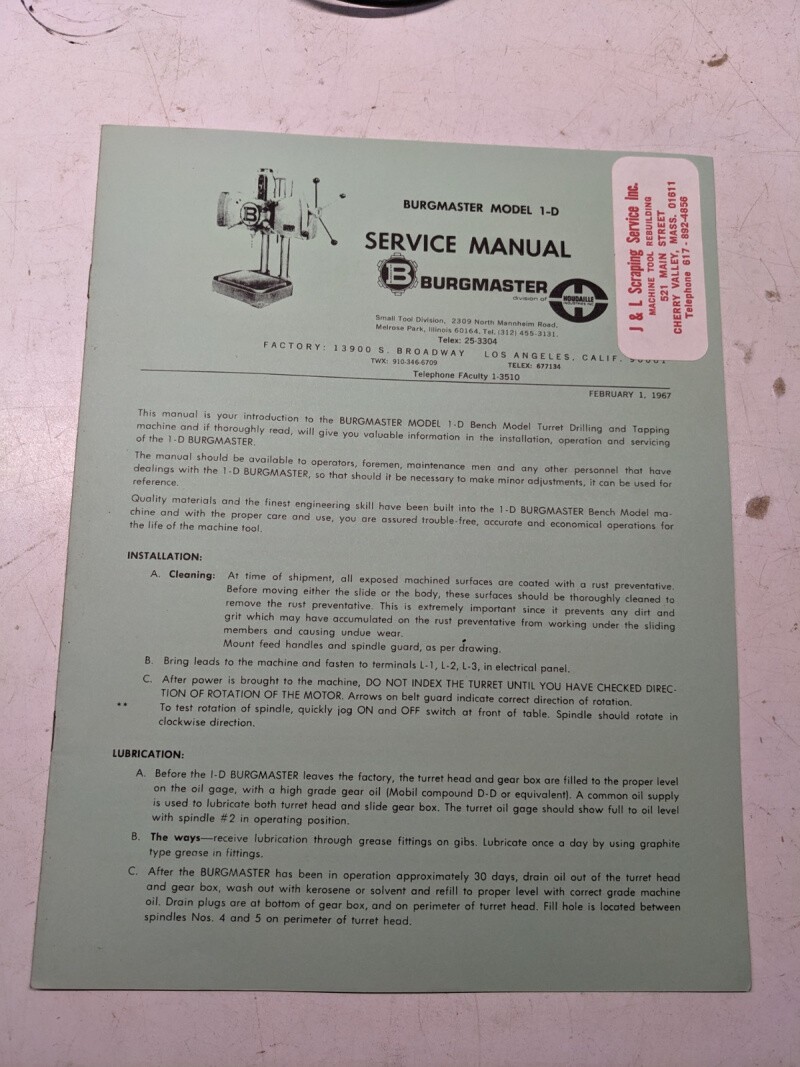 BURGMASTER MODEL 1-D
SERVICE MANUAL
B BURGMASTER
division of
HOUDAILLE
INDUSTRIES, INC.
Small Tool Division, 2309 North Mannheim Road,
Melrose Park, Illinois 60164, Tel. (312) 455-3131.
Telex: 25-3304
FACTORY: 13900 S. BROADWAY LOS ANGELES, CALIF.
TWX: 910-346-6709 TELEX: 677134
Telephone FAculty 1-3510
J & L Scraping Service Inc.
MACHINE TOOL REBUILDING
521 MAIN STREET
CHERRY VALLEY, MASS. 01611
Telephone 617 - 892-4856
FEBRUARY 1, 1967
This manual is your introduction to the BURGMASTER MODEL 1-D Bench Model Turret Drilling and Tapping
machine and if thoroughly read, will give you valuable information in the installation, operation and servicing
of the 1-D BURGMASTER.
The manual should be available to operators, foremen, maintenance men and any other personnel that have
dealings with the 1-D BURGMASTER, so that should it be necessary to make minor adjustments, it can be used for
reference.
Quality materials and the finest engineering skill have been built into the 1-D BURGMASTER Bench Model ma-
chine and with the proper care and use, you are assured trouble-free, accurate and economical operations for
the life of the machine tool.
INSTALLATION:
A. Cleaning: At time of shipment, all exposed machined surfaces are coated with a rust preventative.
Before moving either the slide or the body, these surfaces should be thoroughly cleaned to
remove the rust preventative. This is extremely important since it prevents any dirt and
grit which may have accumulated on the rust preventative from working under the sliding
members and causing undue wear.
Mount feed handles and spindle guard, as per drawing.
B. Bring leads to the machine and fasten to terminals L-1, L-2, L-3, in electrical panel.
C. After power is brought to the machine, DO NOT INDEX THE TURRET UNTIL YOU HAVE CHECKED DIREC-
TION OF ROTATION OF THE MOTOR. Arrows on belt guard indicate correct direction of rotation.
** To test rotation of spindle, quickly jog ON and OFF switch at front of table. Spindle should rotate in
clockwise direction.
LUBRICATION:
A. Before the 1-D BURGMASTER leaves the factory, the turret head and gear box are filled to the proper level
on the oil gage, with a high grade gear oil (Mobil compound D-D or equivalent). A common oil supply
is used to lubricate both turret head and slide gear box. The turret oil gage should show full to oil level
with spindle #2 in operating position.
B. The ways—receive lubrication through grease fittings on gibs. Lubricate once a day by using graphite
type grease in fittings.
C. After the BURGMASTER has been in operation approximately 30 days, drain oil out of the turret head
and gear box, wash out with kerosene or solvent and refill to proper level with correct grade machine
oil. Drain plugs are at bottom of gear box, and on perimeter of turret head. Fill hole is located between
spindles Nos. 4 and 5 on perimeter of turret head.